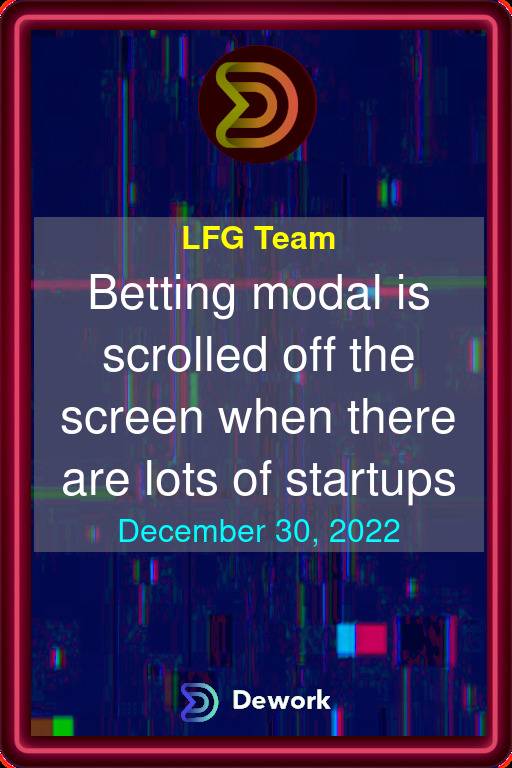 LFG Team
Betting modal is
scrolled off the
screen when there
are lots of startups
December 30, 2022
Dework